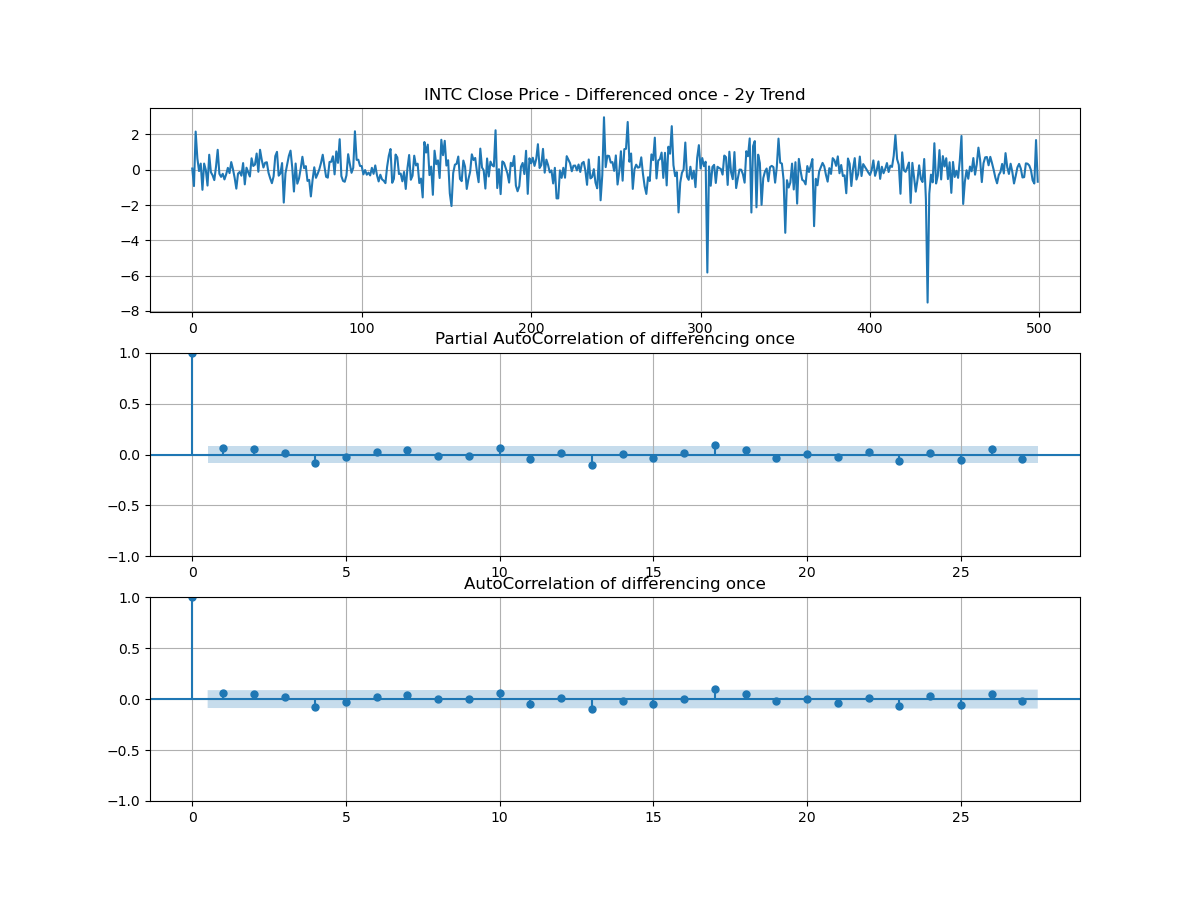 INTC Close Price - Differenced once - 2y Trend
2
0
−2
−4
−6
−8
0 100 200 300 400 500
Partial AutoCorrelation of differencing once
1.0
0.5
0.0
−0.5
−1.0
0 5 10 15 20 25
AutoCorrelation of differencing once
1.0
0.5
0.0
−0.5
−1.0
0 5 10 15 20 25